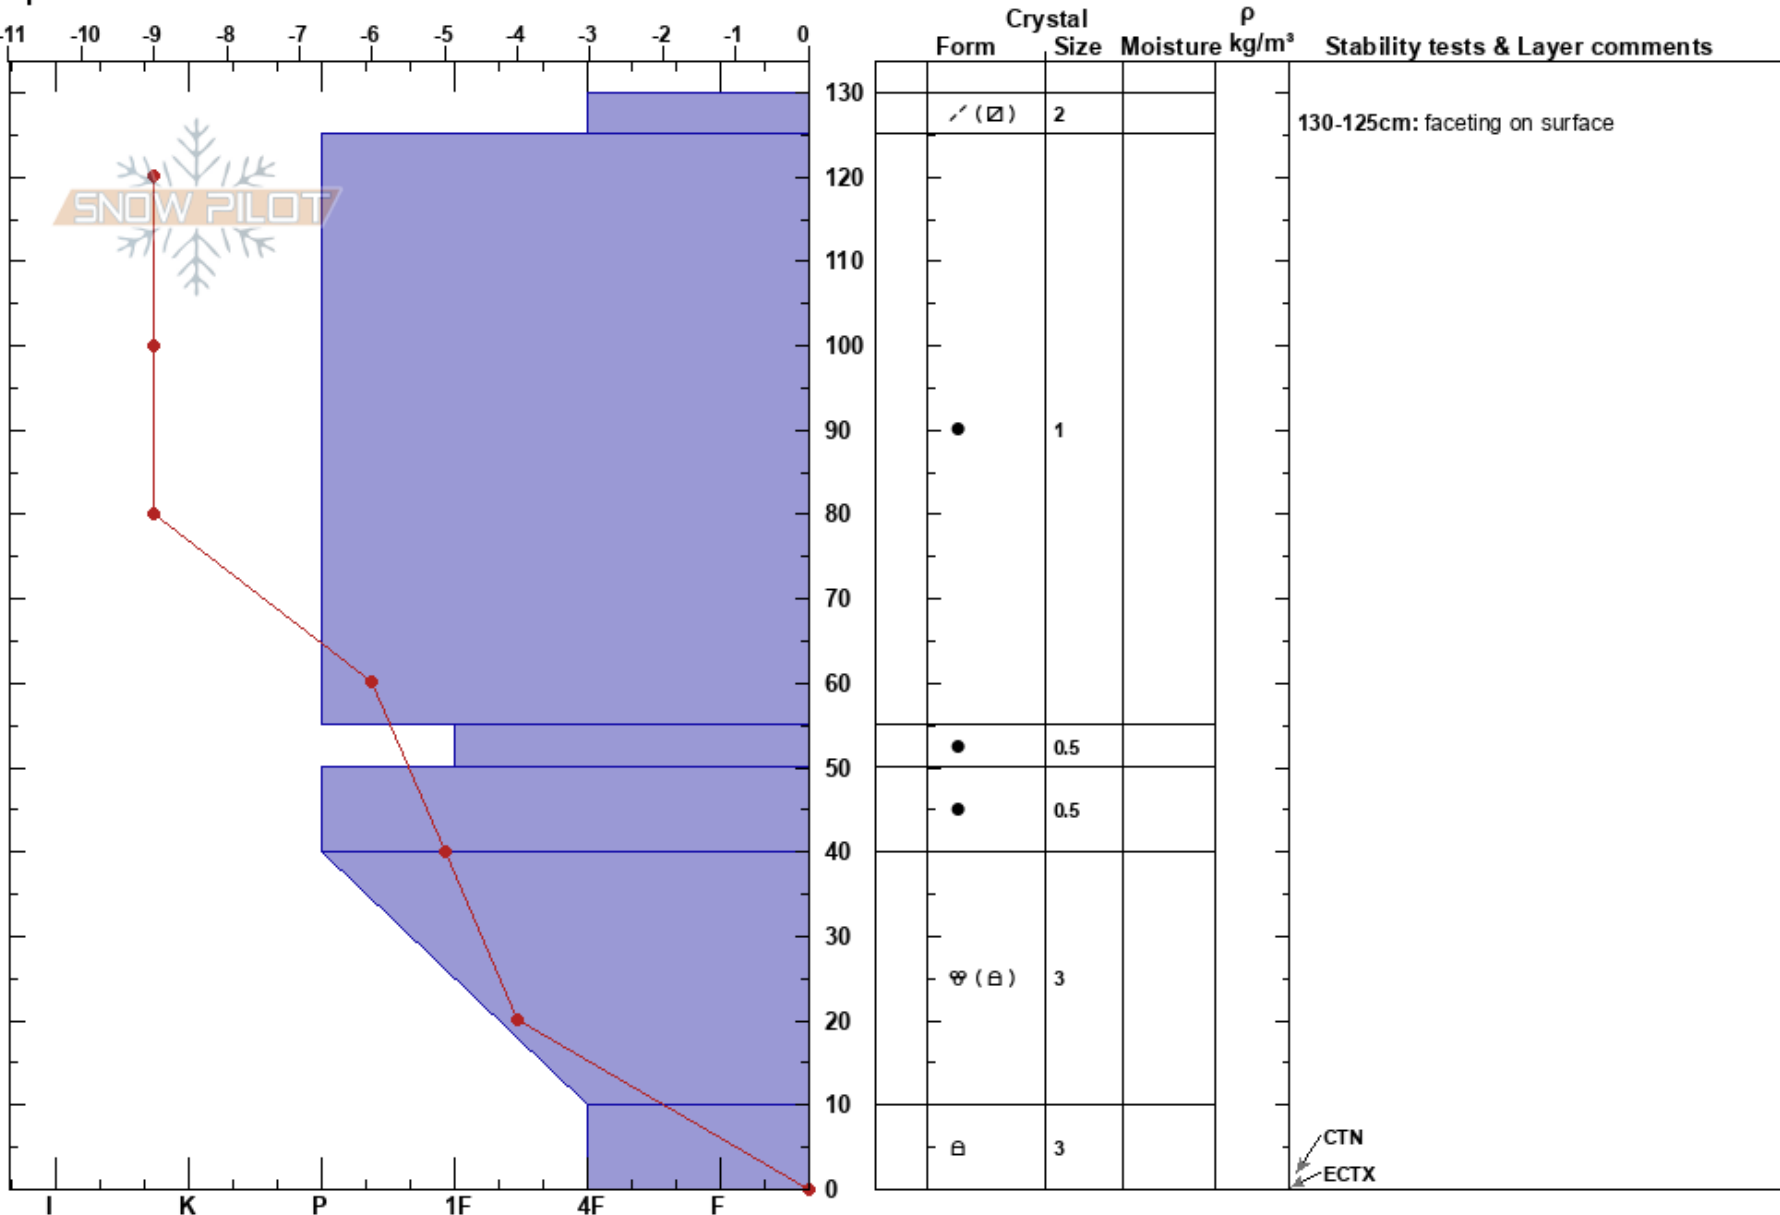 Crystal ρ
-11 -10 -9 -8 -7 -6 -5 -4 -3 -2 -1 0 Form Size Moisture kg/m³ Stability tests & Layer comments
130
2
130-125cm: faceting on surface
120
SNOW PILOT
110
100
90 1
80
70
60
0.5
50
0.5
40
30
3
20
10
CTN
3
ECTX
0
I K P 1F 4F F